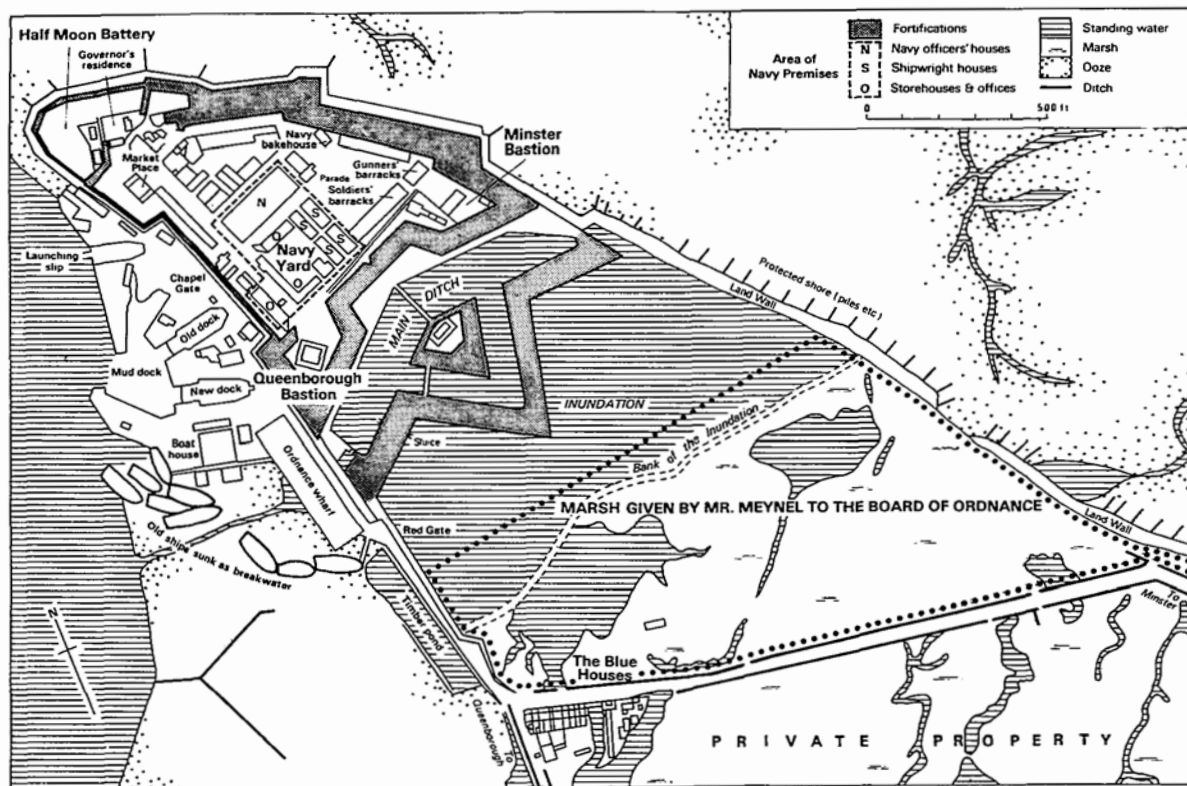 Half Moon Battery
Governor's
residence
Market
Place
Navy
bakehouse
Parade
Gunners'
barracks
Soldiers'
barracks
Minster
Bastion
N
S
S
S
S
S
O
Navy
Yard
O
O
Launching
slip
Chapel
Gate
Old dock
Mud dock
New dock
Queenborough
Bastion
Boat
house
Ordnance Wharf
Old ships sunk as breakwater
MAIN DITCH
Sluce
INUNDATION
Bank of the Inundation
Red Gate
Timber pond
MARSH GIVEN BY MR. MEYNEL TO THE BOARD OF ORDNANCE
Protected shore (piles etc)
Land Wall
Land Wall
To
Minster
The Blue
Houses
To
Queenborough
PRIVATE PROPERTY
N
Area of
Navy Premises
Fortifications
N Navy officers' houses
S Shipwright houses
O Storehouses & offices
Standing water
Marsh
Ooze
Ditch
0 500 ft